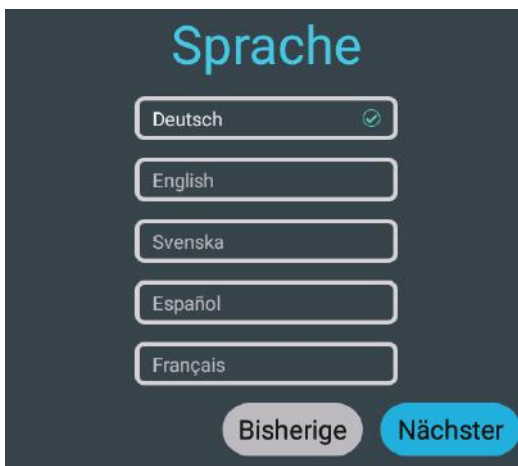 Sprache
Deutsch
English
Svenska
Español
Français
Bisherige Nächster